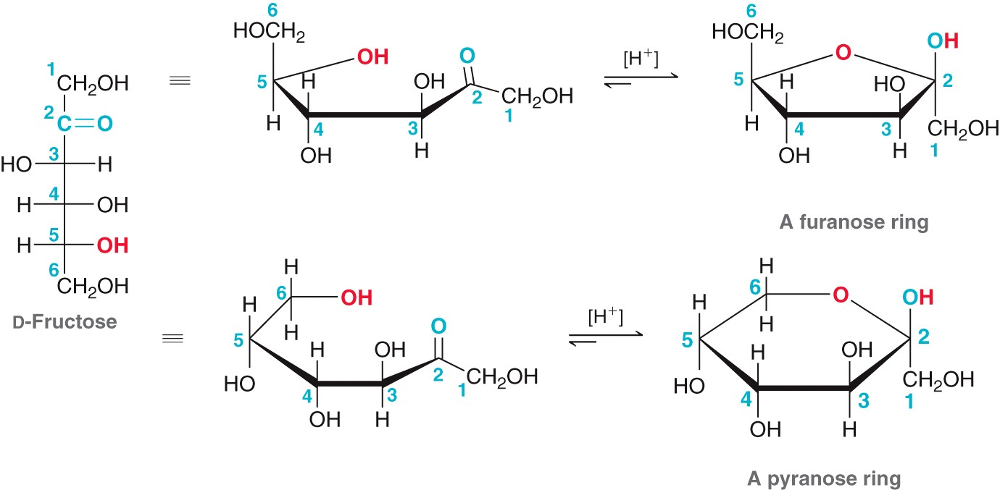 1
CH2OH
2
C=O
3
HO H
4
H OH
5
H OH
6
CH2OH
D-Fructose
≡
6
HOCH2
OH
O
5
H
OH
2
CH2OH
1
H
4
3
OH
H
[H+]
6
HOCH2
O
OH
5
H
HO
2
H
4
3
CH2OH
1
OH
H
A furanose ring
≡
H
6
OH
H
H
5
O
H
OH
2
CH2OH
1
HO
4
3
OH
H
[H+]
H
6
O
OH
H
H
5
2
H
OH
HO
CH2OH
1
4
3
OH
H
A pyranose ring